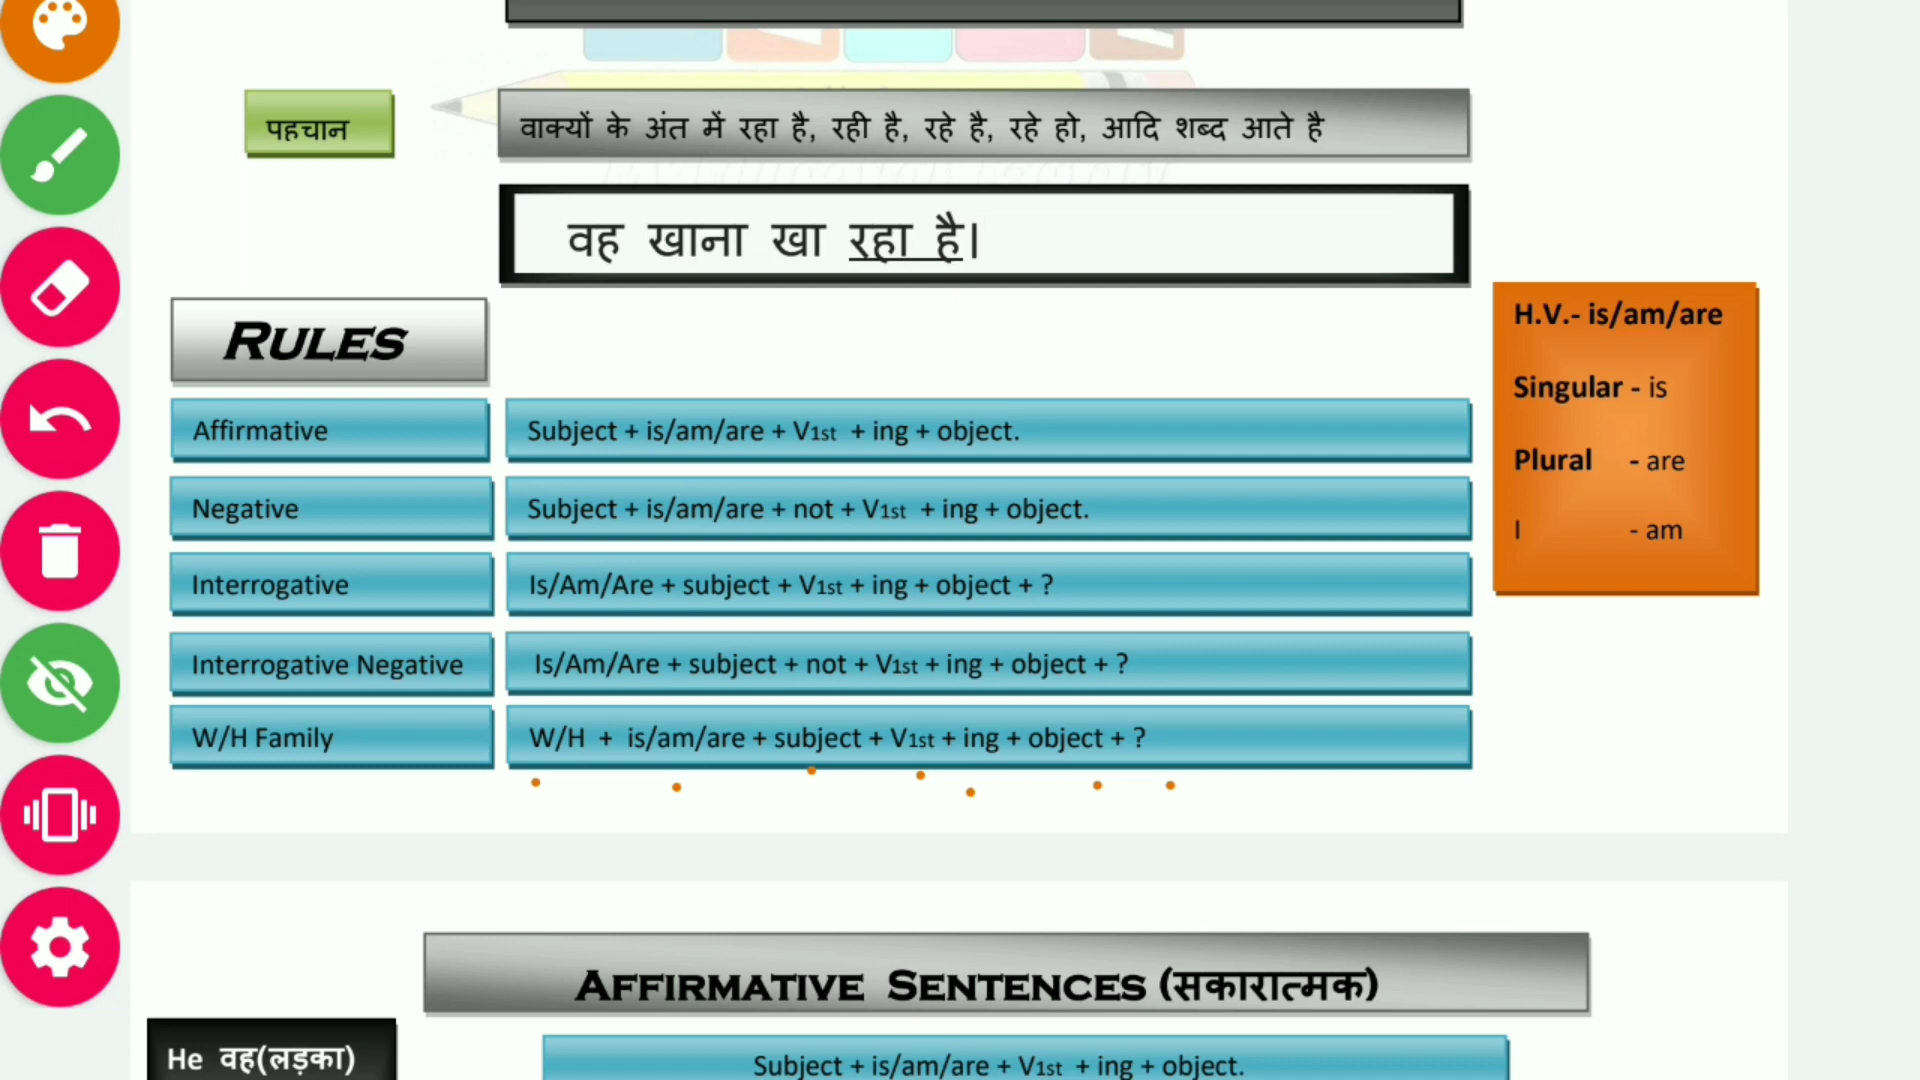 पहचान
वाक्यों के अंत में रहा है, रही है, रहे है, रहे हो, आदि शब्द आते है
वह खाना खा रहा है।
RULES
Affirmative
Subject + is/am/are + V1st + ing + object.
Negative
Subject + is/am/are + not + V1st + ing + object.
Interrogative
Is/Am/Are + subject + V1st + ing + object + ?
Interrogative Negative
Is/Am/Are + subject + not + V1st + ing + object + ?
W/H Family
W/H + is/am/are + subject + V1st + ing + object + ?
H.V.- is/am/are
Singular - is
Plural - are
I - am
AFFIRMATIVE SENTENCES (सकारात्मक)
He वह(लड़का)
Subject + is/am/are + V1st + ing + object.